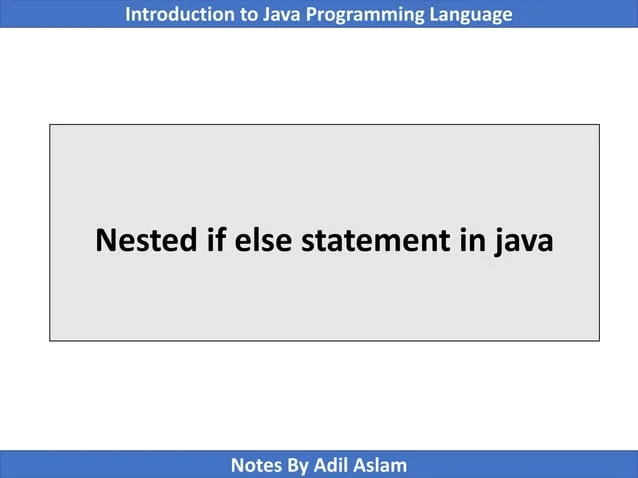 Introduction to Java Programming Language
Nested if else statement in java
Notes By Adil Aslam